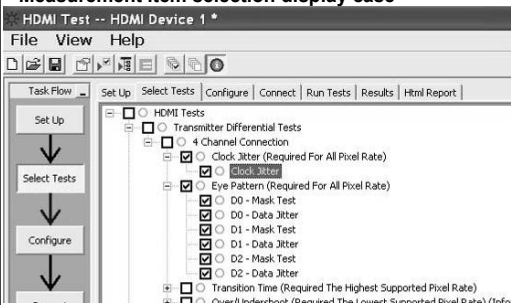 Measurement item selection display case
HDMI Test -- HDMI Device 1 *
File View Help
Task Flow _
Set Up Select Tests Configure Connect Run Tests Results Html Report
Set Up
Select Tests
Configure
HDMI Tests
Transmitter Differential Tests
4 Channel Connection
Clock Jitter (Required For All Pixel Rate)
Clock Jitter
Eye Pattern (Required For All Pixel Rate)
D0 - Mask Test
D0 - Data Jitter
D1 - Mask Test
D1 - Data Jitter
D2 - Mask Test
D2 - Data Jitter
Transition Time (Required The Highest Supported Pixel Rate)
Over/Undershoot (Required The Lowest Supported Pixel Rate) (Info